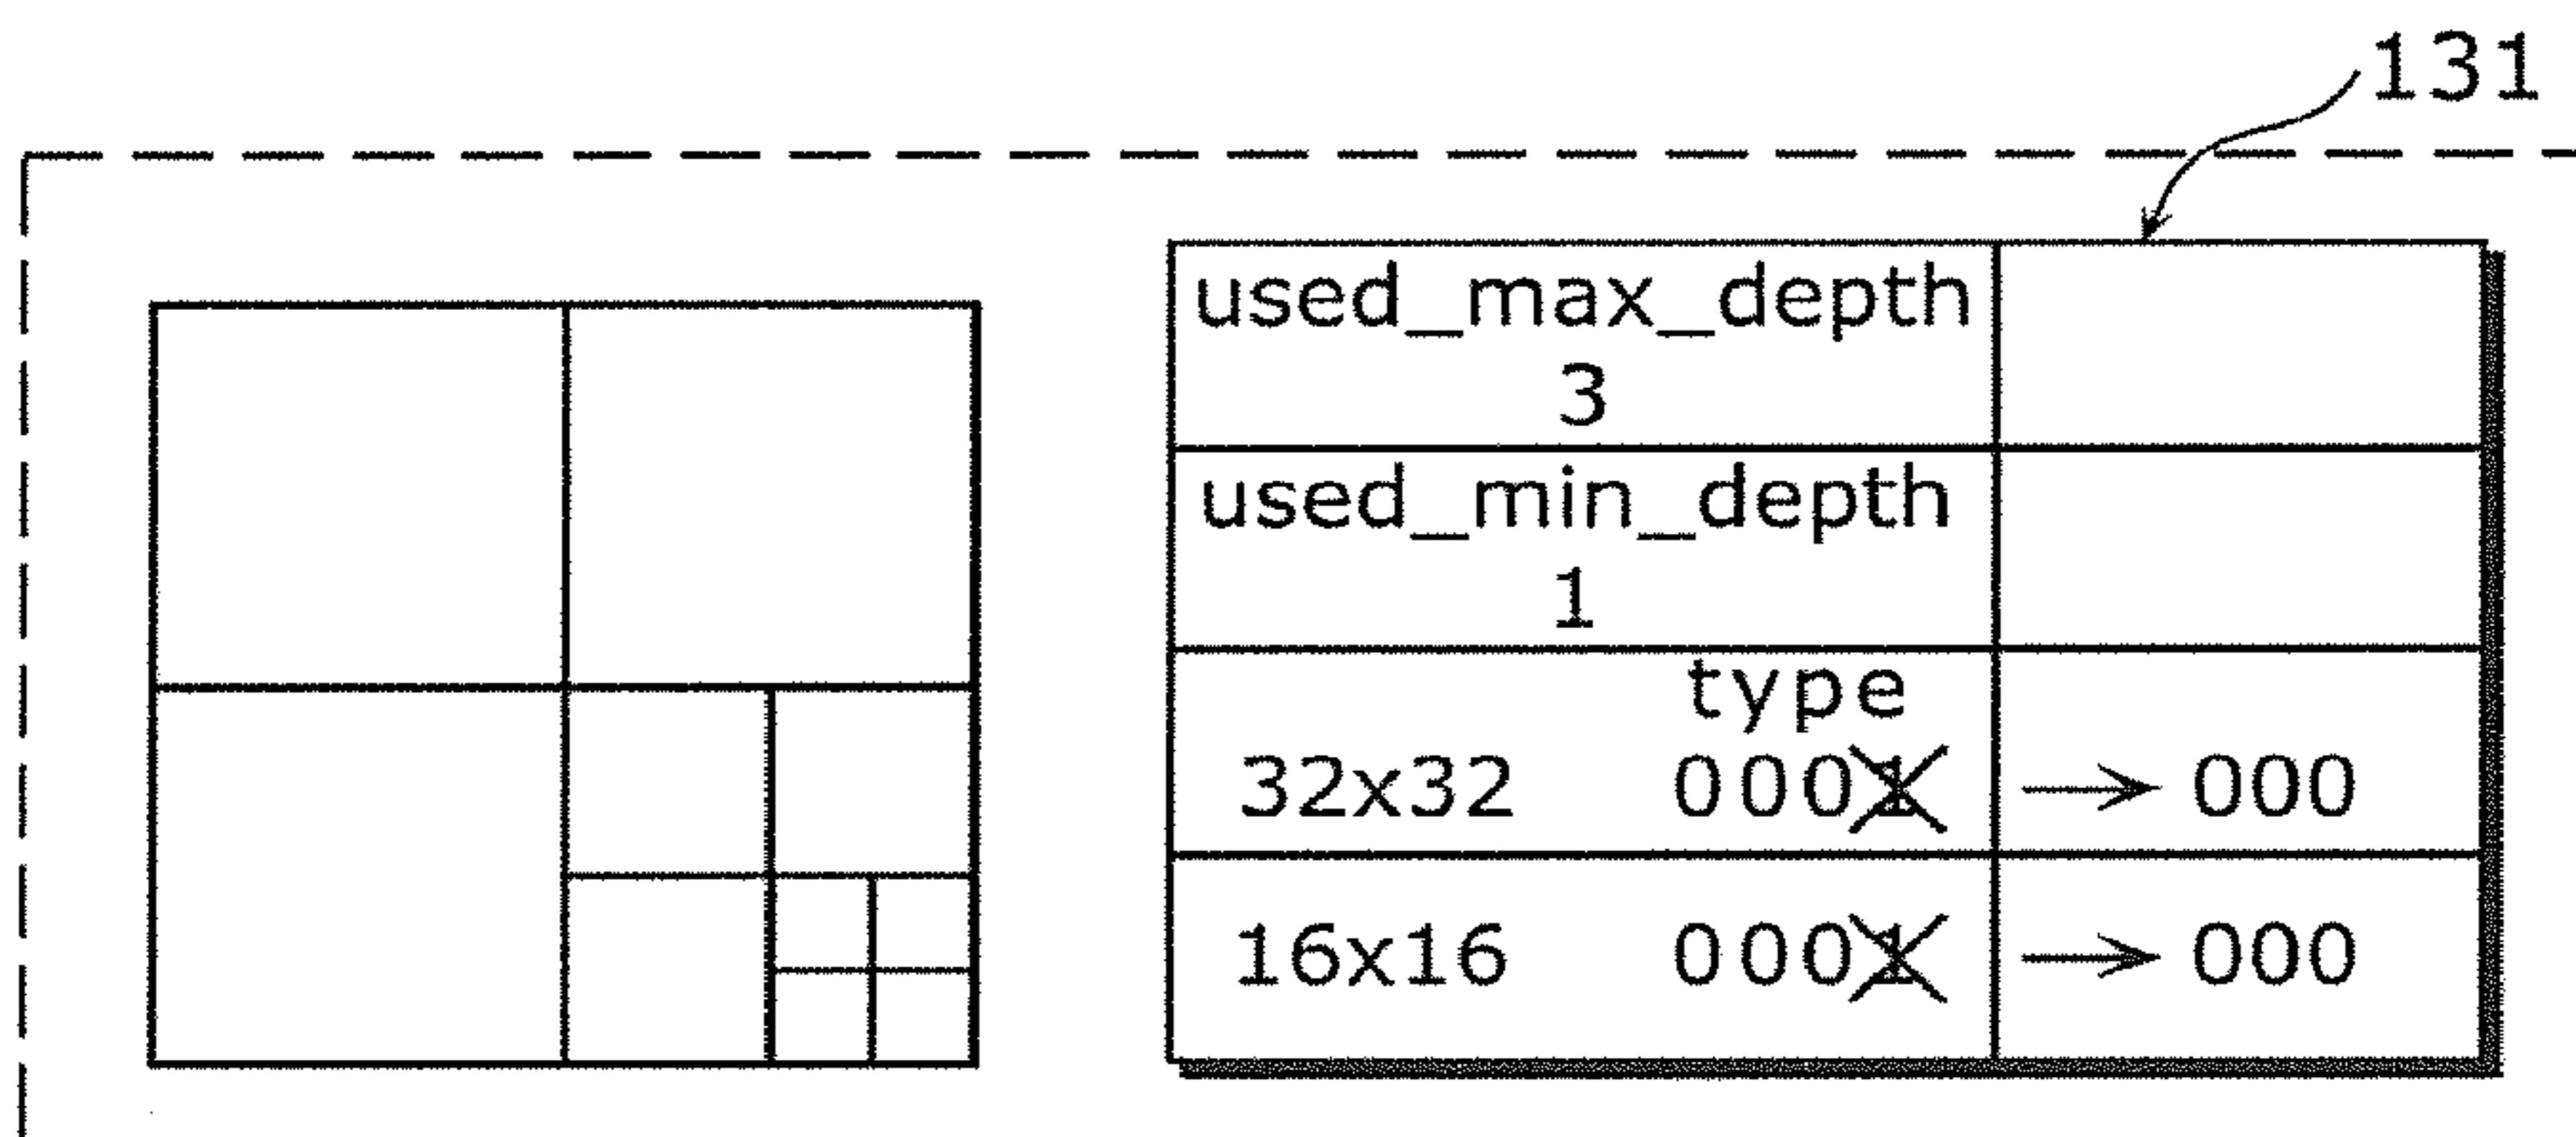 131
used_max_depth
3
used_min_depth
1
type
32x32 0001 → 000
16x16 0001 → 000